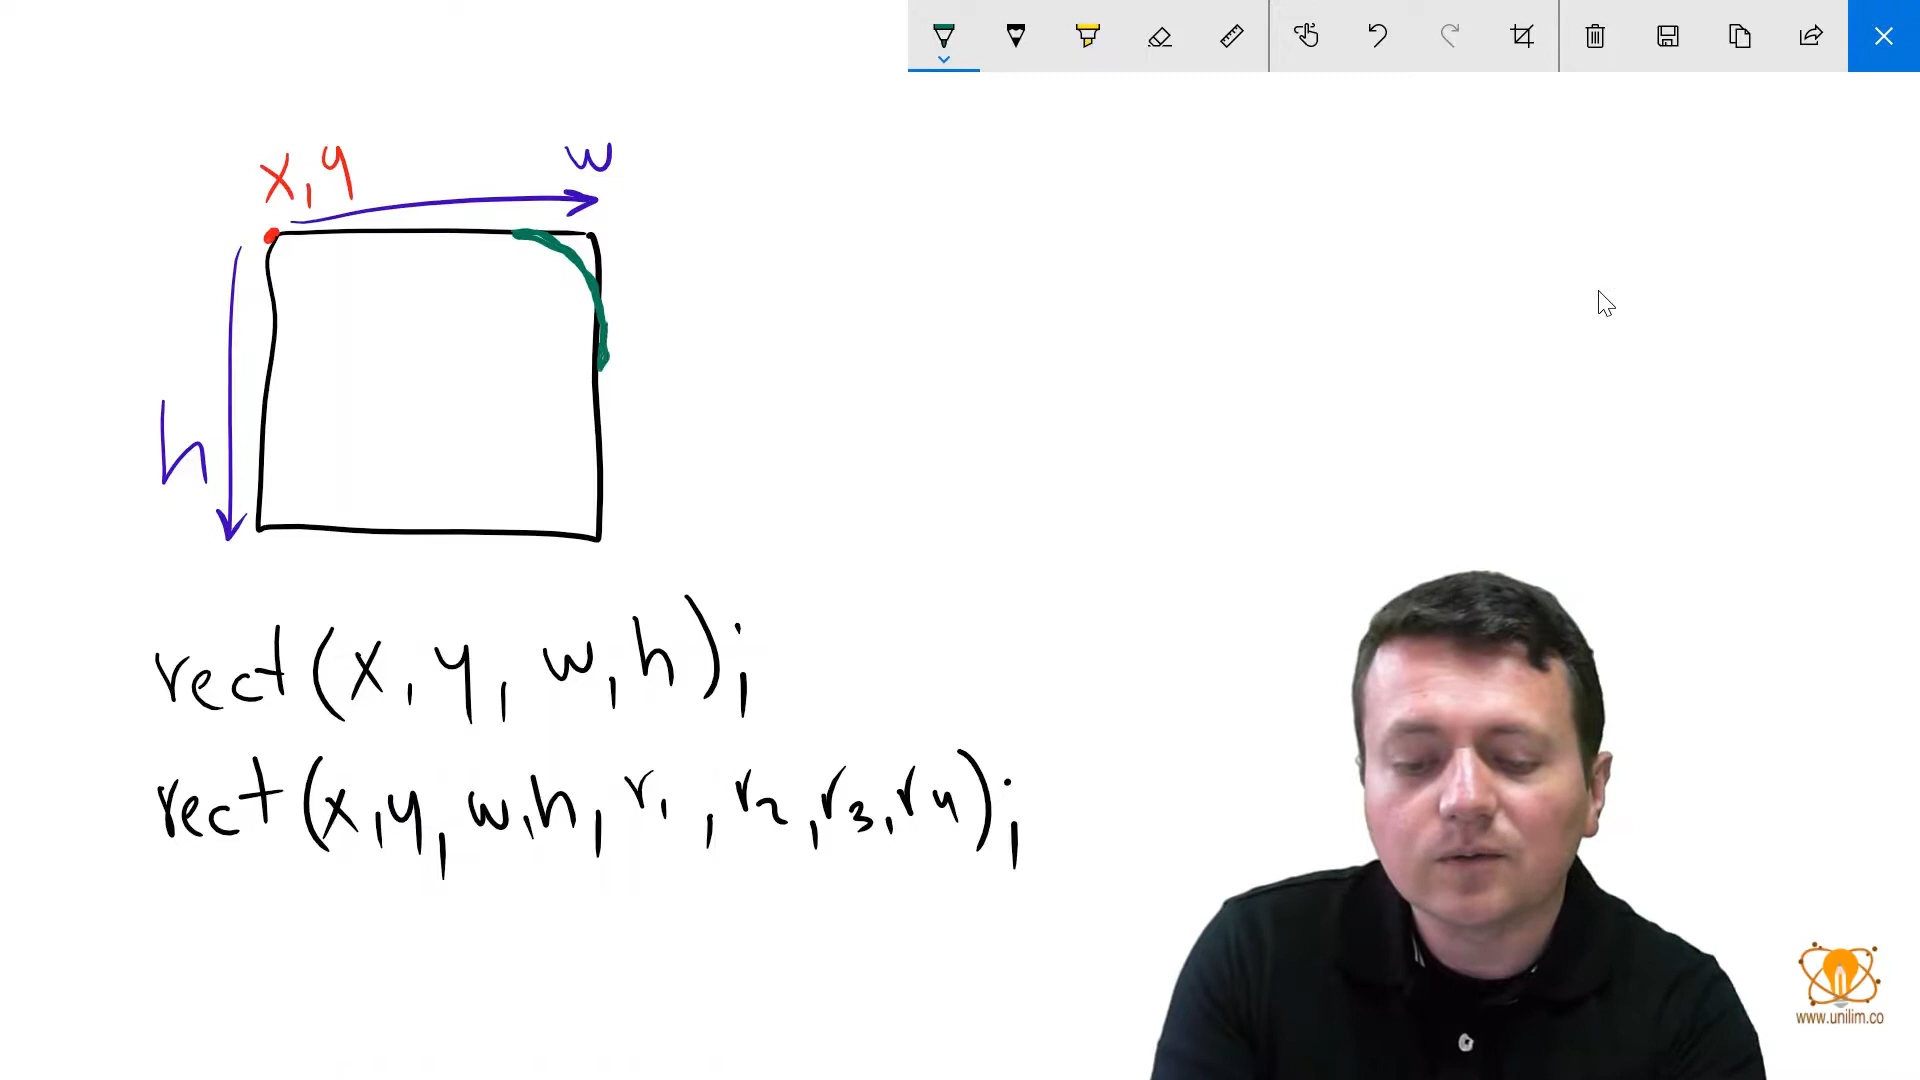 x,y
w
h
rect(x, y, w, h);
rect(x, y, w, h, r1, r2, r3, r4);
www.unilim.co